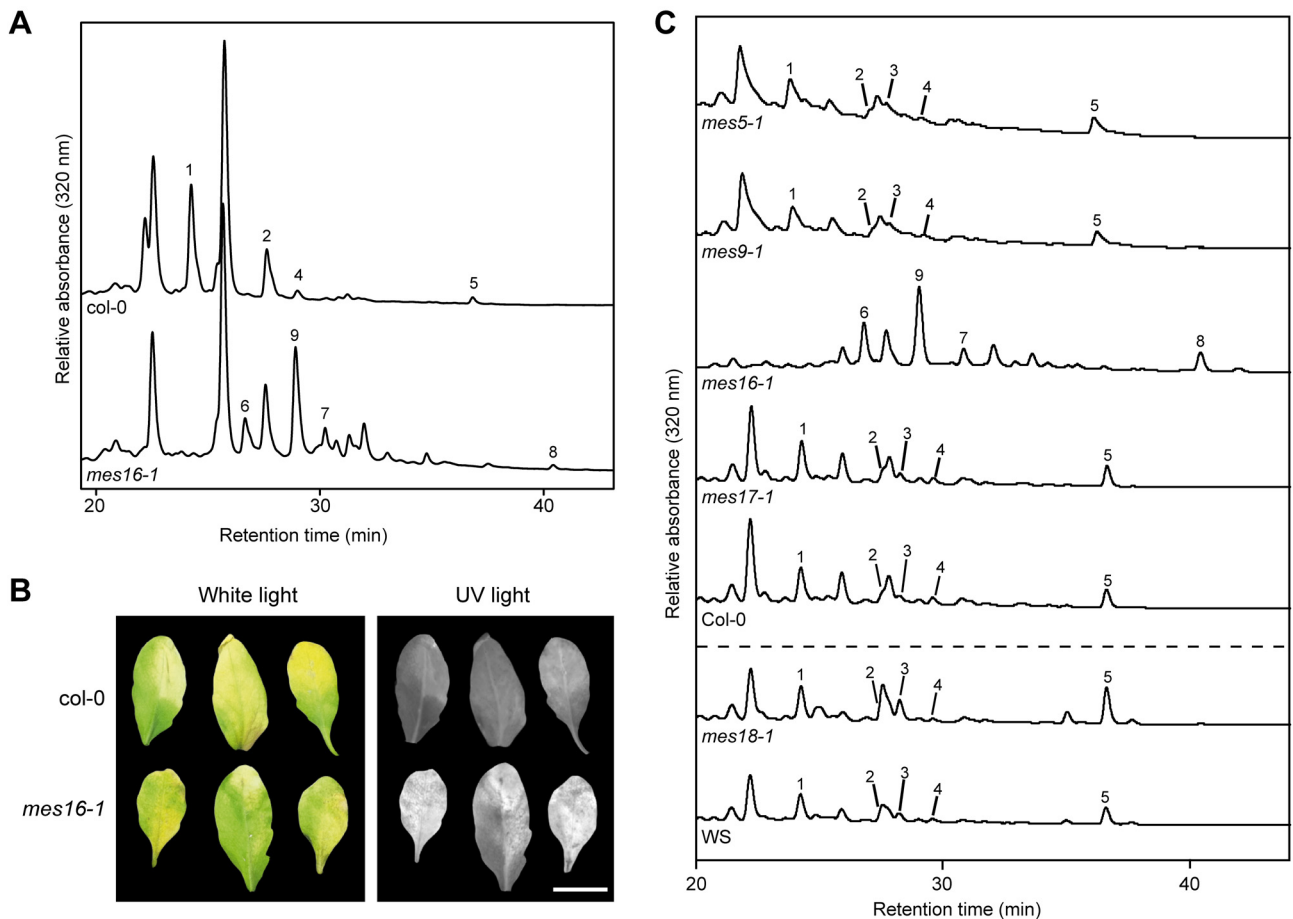 A
Relative absorbance (320 nm)
1
2
4
5
col-0
9
6
7
8
mes16-1
20
30
40
Retention time (min)
B
White light
UV light
col-0
mes16-1
C
Relative absorbance (320 nm)
1
2
3
4
5
mes5-1
1
2
3
4
5
mes9-1
9
6
7
8
mes16-1
1
2
3
4
5
mes17-1
1
2
3
4
5
Col-0
1
2
3
4
5
mes18-1
1
2
3
4
5
WS
20
30
40
Retention time (min)